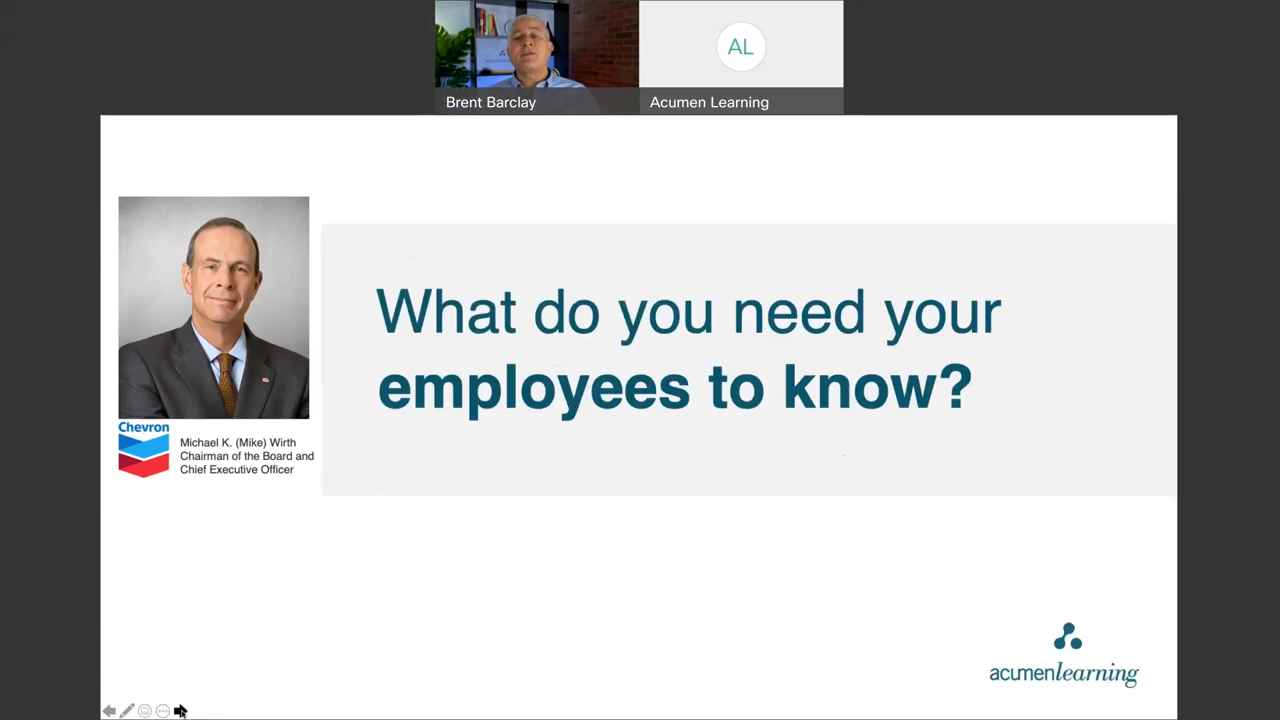 AL
Brent Barclay
Acumen Learning
What do you need your
employees to know?
Chevron
Michael K. (Mike) Wirth
Chairman of the Board and
Chief Executive Officer
acumenlearning